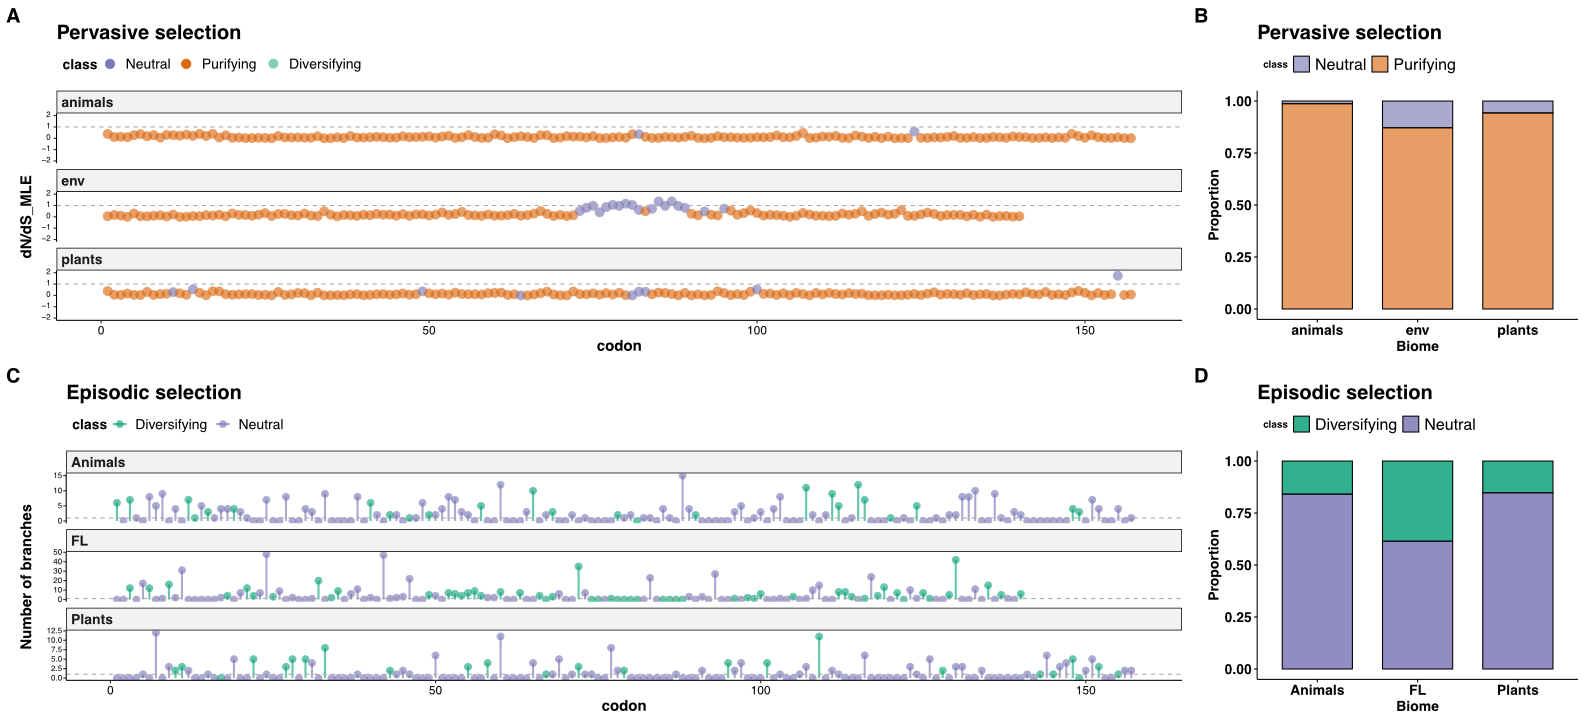 A
Pervasive selection
class Neutral Purifying Diversifying
animals
2
1
0
−1
−2
env
2
1
0
−1
−2
plants
2
1
0
−1
−2
dN/dS_MLE
0 50 100 150
codon
B
Pervasive selection
class Neutral Purifying
1.00
0.75
0.50
0.25
0.00
Proportion
animals env plants
Biome
C
Episodic selection
class Diversifying Neutral
Animals
15
10
5
0
FL
50
40
30
20
10
0
Plants
12.5
10.0
7.5
5.0
2.5
0.0
Number of branches
0 50 100 150
codon
D
Episodic selection
class Diversifying Neutral
1.00
0.75
0.50
0.25
0.00
Proportion
Animals FL Plants
Biome